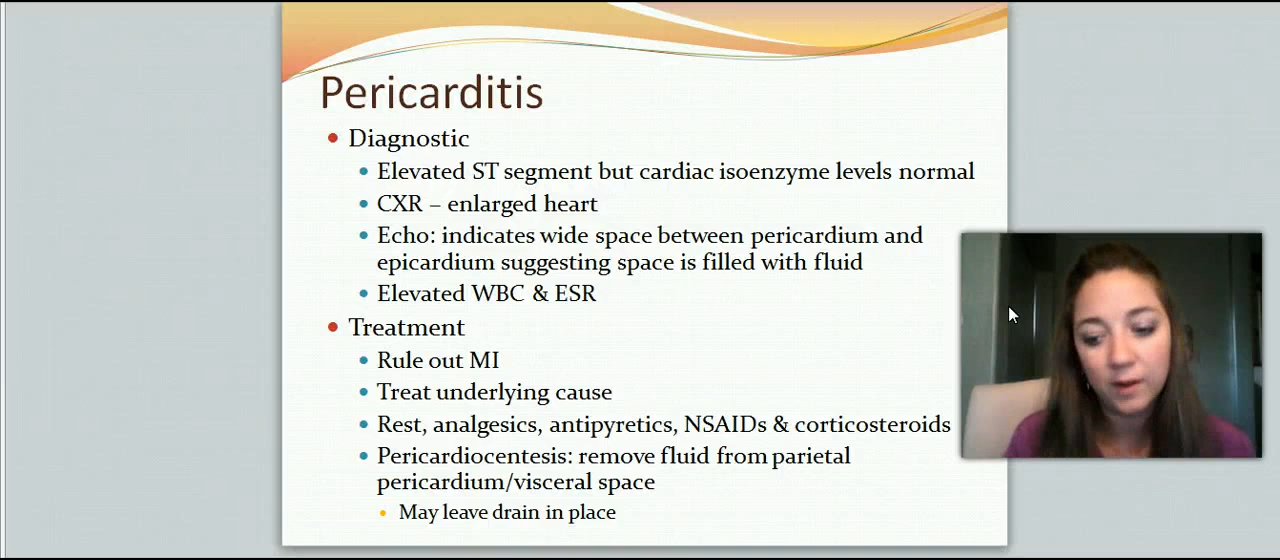 Pericarditis
Diagnostic
Elevated ST segment but cardiac isoenzyme levels normal
CXR – enlarged heart
Echo: indicates wide space between pericardium and
epicardium suggesting space is filled with fluid
Elevated WBC & ESR
Treatment
Rule out MI
Treat underlying cause
Rest, analgesics, antipyretics, NSAIDs & corticosteroids
Pericardiocentesis: remove fluid from parietal
pericardium/visceral space
May leave drain in place